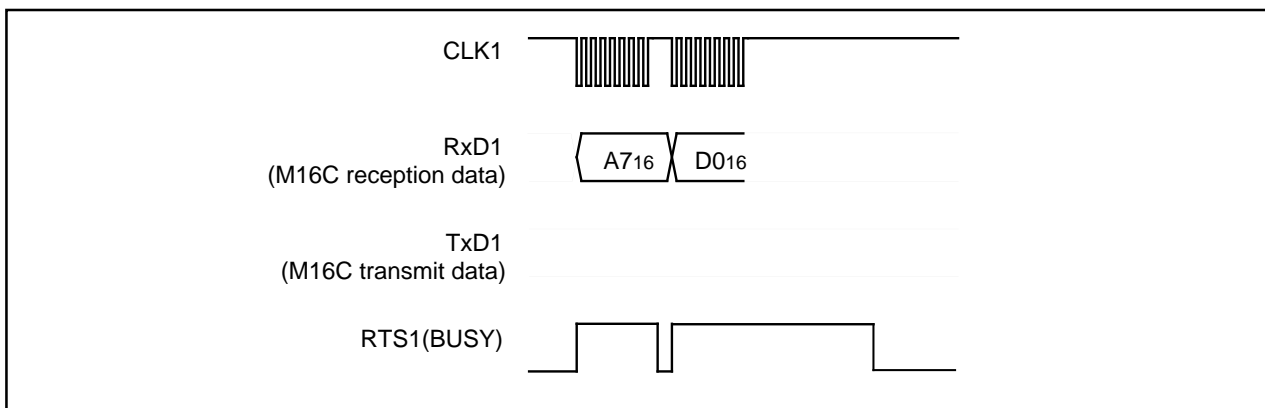 CLK1
RxD1
(M16C reception data)
A716
D016
TxD1
(M16C transmit data)
RTS1(BUSY)